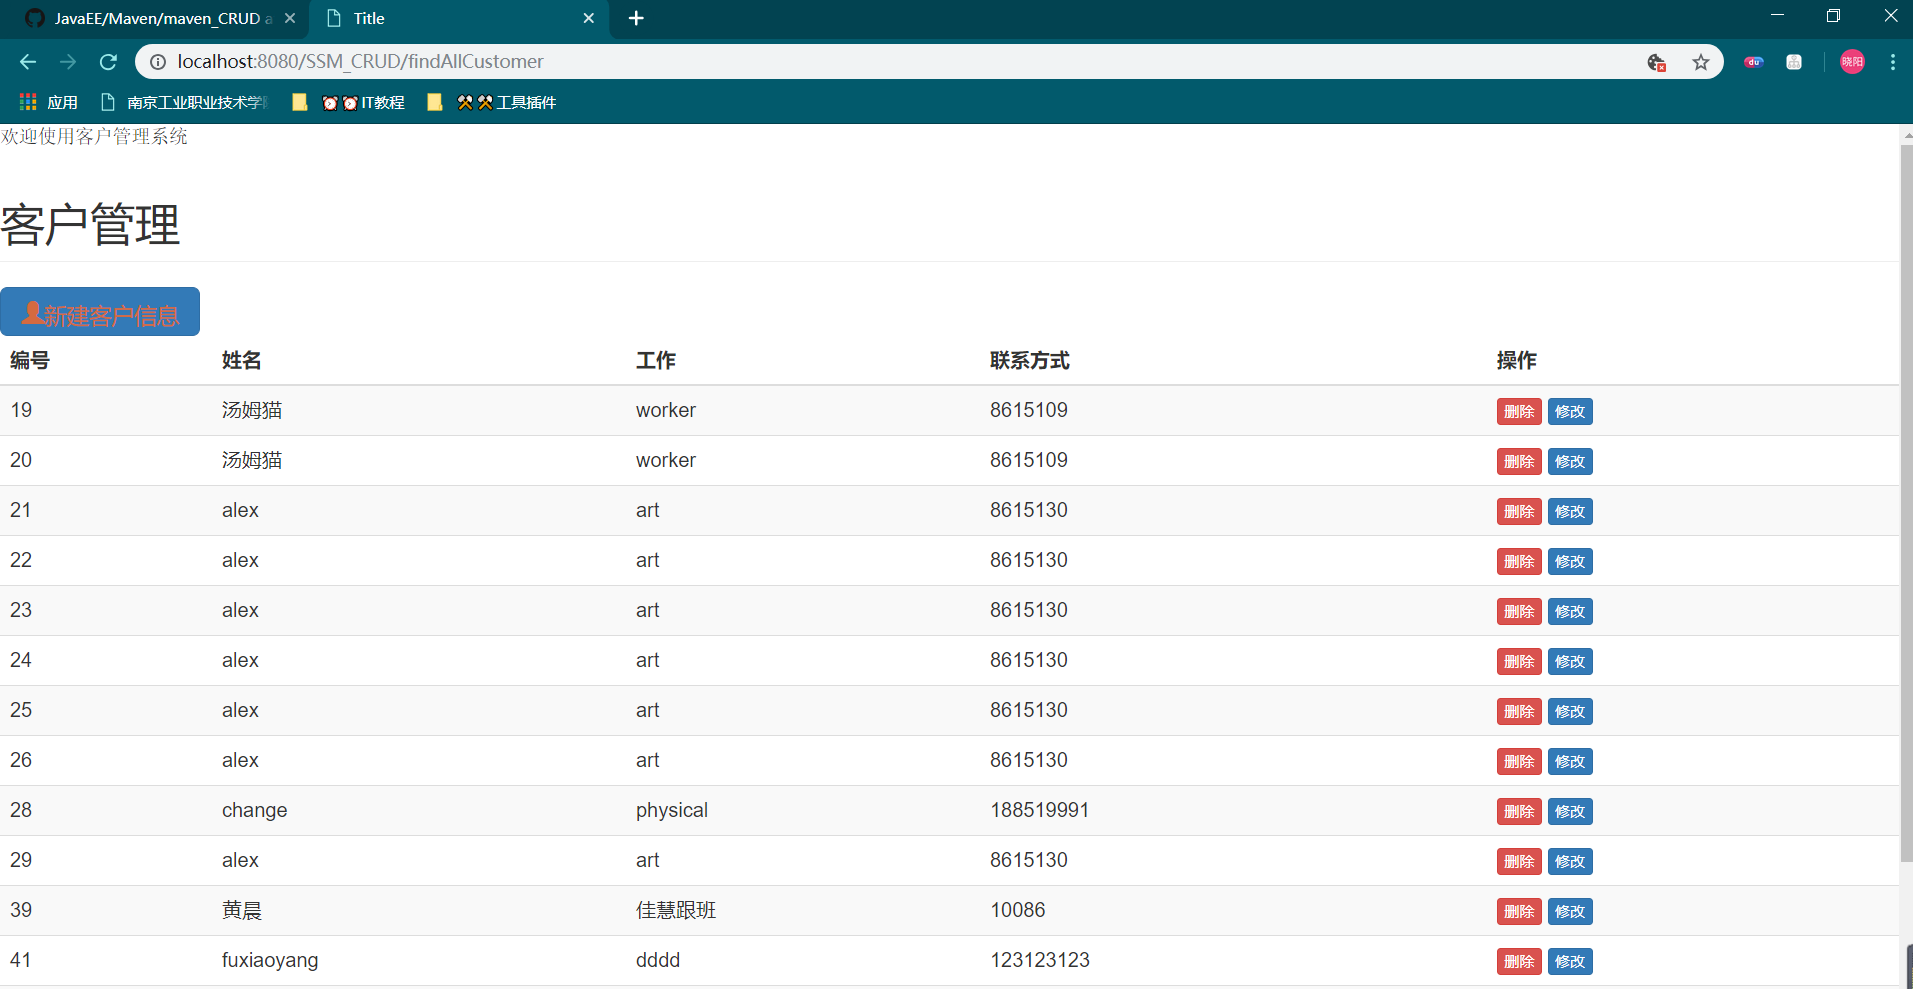 JavaEE/Maven/maven_CRUD a
Title
localhost:8080/SSM_CRUD/findAllCustomer
du
晓阳
应用
南京工业职业技术学
IT教程
工具插件
欢迎使用客户管理系统
客户管理
新建客户信息
编号 姓名 工作 联系方式 操作
19 汤姆猫 worker 8615109 删除 修改
20 汤姆猫 worker 8615109 删除 修改
21 alex art 8615130 删除 修改
22 alex art 8615130 删除 修改
23 alex art 8615130 删除 修改
24 alex art 8615130 删除 修改
25 alex art 8615130 删除 修改
26 alex art 8615130 删除 修改
28 change physical 188519991 删除 修改
29 alex art 8615130 删除 修改
39 黄晨 佳慧跟班 10086 删除 修改
41 fuxiaoyang dddd 123123123 删除 修改